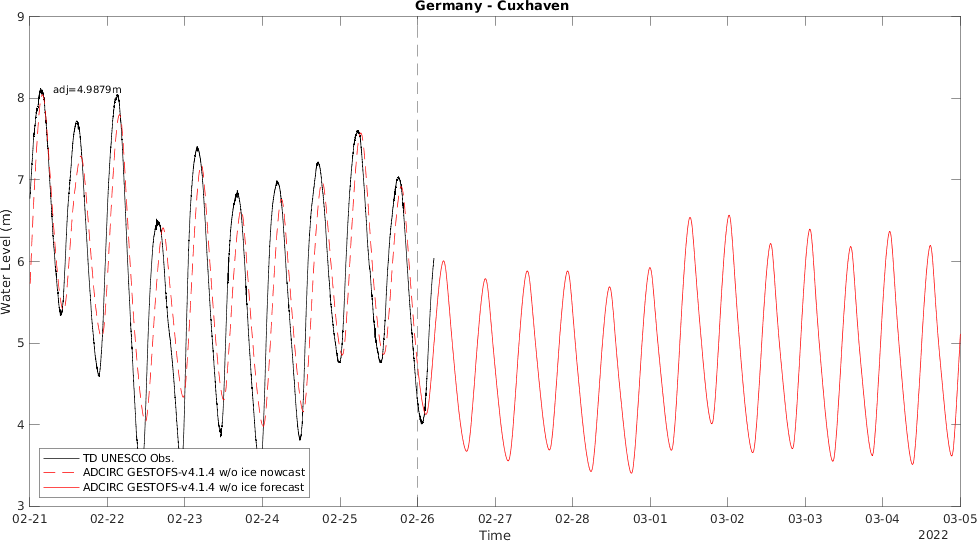 Germany - Cuxhaven
9
8
7
6
5
4
3
Water Level (m)
adj=4.9879m
TD UNESCO Obs.
ADCIRC GESTOFS-v4.1.4 w/o ice nowcast
ADCIRC GESTOFS-v4.1.4 w/o ice forecast
02-21 02-22 02-23 02-24 02-25 02-26 02-27 02-28 03-01 03-02 03-03 03-04 03-05
Time
2022